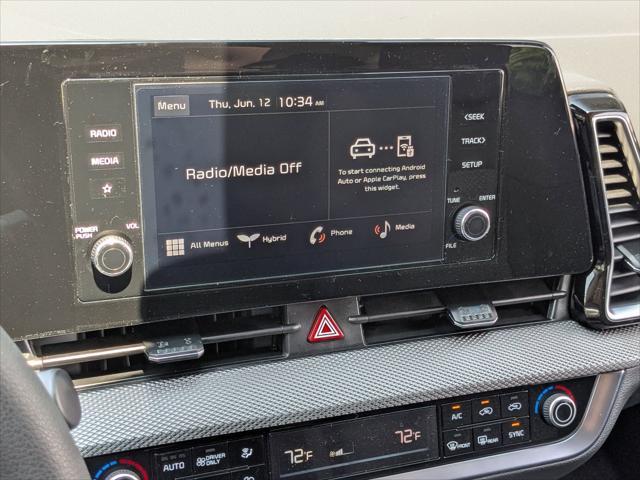 Menu
Thu, Jun. 12 10:34 AM
Radio/Media Off
To start connecting Android
Auto or Apple CarPlay, press
this widget.
All Menus
Hybrid
Phone
Media
RADIO
MEDIA
POWER
PUSH
VOL
<SEEK
TRACK>
SETUP
TUNE
ENTER
FILE
AUTO
DRIVER
ONLY
72°F
72°F
A/C
FRONT
REAR
SYNC